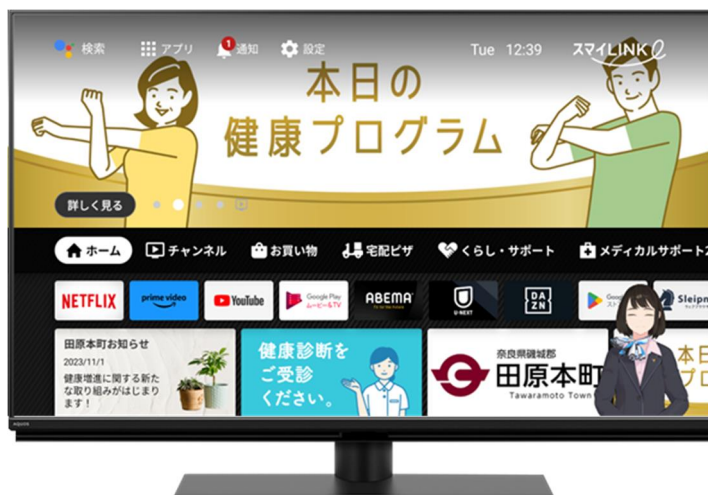 検索
アプリ
1
通知
設定
Tue 12:39
スマイLINK
本日の
健康プログラム
詳しく見る
ホーム
チャンネル
お買い物
宅配ピザ
くらし・サポート
メディカルサポート2
NETFLIX
prime video
YouTube
Google Play
ムービー&TV
ABEMA
U-NEXT
DA
ZN
Sleipn
田原本町お知らせ
2023/11/1
健康増進に関する新た
な取り組みがはじまり
ます！
健康診断を
ご受診
ください。
奈良県磯城郡
田原本町
Tawaramoto Town
本日
プロ
AQUOS